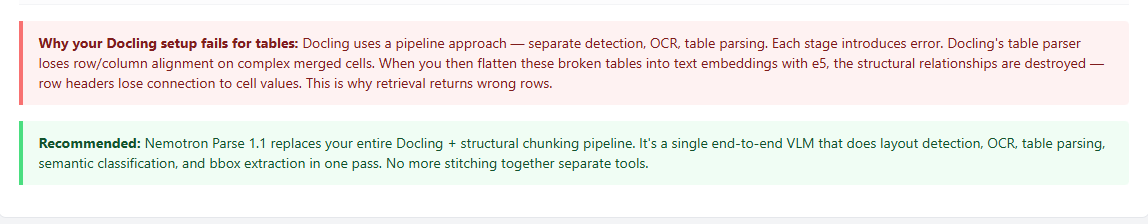 Why your Docling setup fails for tables: Docling uses a pipeline approach — separate detection, OCR, table parsing. Each stage introduces error. Docling's table parser
loses row/column alignment on complex merged cells. When you then flatten these broken tables into text embeddings with e5, the structural relationships are destroyed —
row headers lose connection to cell values. This is why retrieval returns wrong rows.
Recommended: Nemotron Parse 1.1 replaces your entire Docling + structural chunking pipeline. It's a single end-to-end VLM that does layout detection, OCR, table parsing,
semantic classification, and bbox extraction in one pass. No more stitching together separate tools.